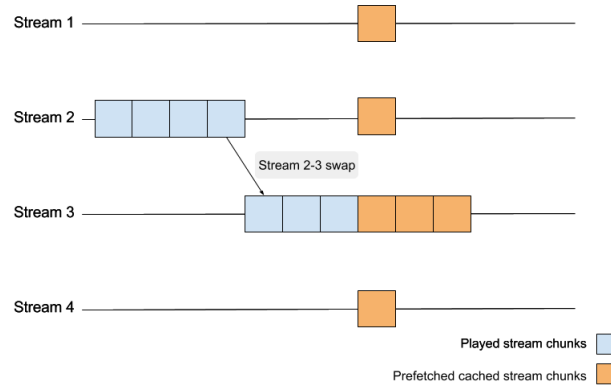 Stream 1
Stream 2
Stream 2-3 swap
Stream 3
Stream 4
Played stream chunks
Prefetched cached stream chunks